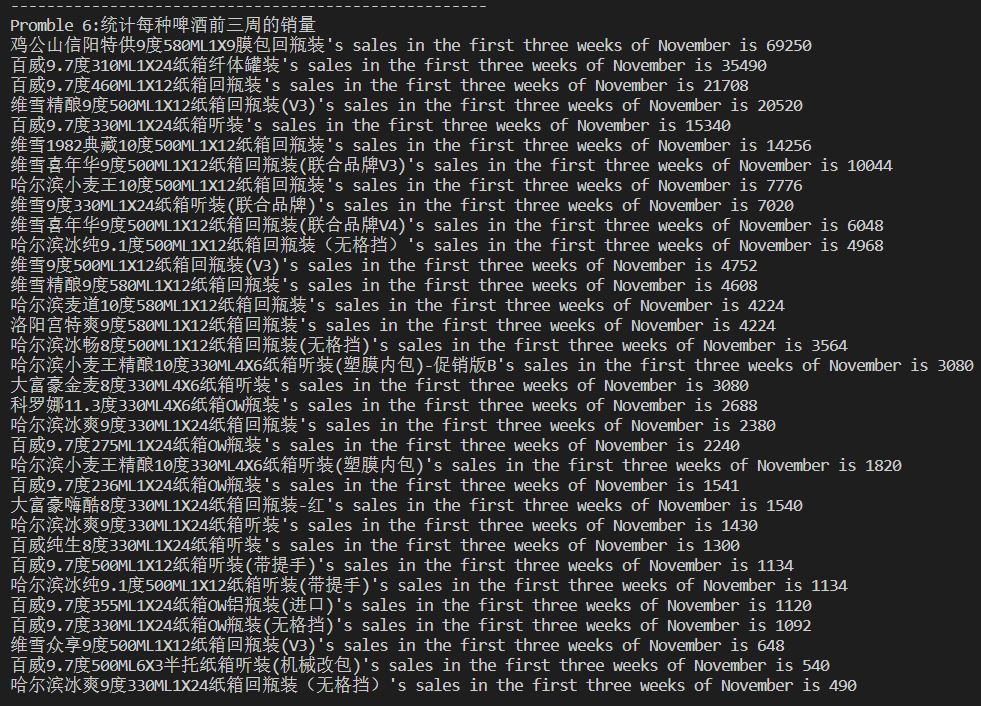 -----------------------------------------------------
Promble 6:统计每种啤酒前三周的销量
鸡公山信阳特供9度580ML1X9膜包回瓶装's sales in the first three weeks of November is 69250
百威9.7度310ML1X24纸箱纤体罐装's sales in the first three weeks of November is 35490
百威9.7度460ML1X12纸箱回瓶装's sales in the first three weeks of November is 21708
维雪精酿9度500ML1X12纸箱回瓶装(V3)'s sales in the first three weeks of November is 20520
百威9.7度330ML1X24纸箱听装's sales in the first three weeks of November is 15340
维雪1982典藏10度500ML1X12纸箱回瓶装's sales in the first three weeks of November is 14256
维雪喜年华9度500ML1X12纸箱回瓶装(联合品牌V3)'s sales in the first three weeks of November is 10044
哈尔滨小麦王10度500ML1X12纸箱回瓶装's sales in the first three weeks of November is 7776
维雪9度330ML1X24纸箱听装(联合品牌)'s sales in the first three weeks of November is 7020
维雪喜年华9度500ML1X12纸箱回瓶装(联合品牌V4)'s sales in the first three weeks of November is 6048
哈尔滨冰纯9.1度500ML1X12纸箱回瓶装（无格挡）'s sales in the first three weeks of November is 4968
维雪9度500ML1X12纸箱回瓶装(V3)'s sales in the first three weeks of November is 4752
维雪精酿9度580ML1X12纸箱回瓶装's sales in the first three weeks of November is 4608
哈尔滨麦道10度580ML1X12纸箱回瓶装's sales in the first three weeks of November is 4224
洛阳宫特爽9度580ML1X12纸箱回瓶装's sales in the first three weeks of November is 4224
哈尔滨冰畅8度500ML1X12纸箱回瓶装(无格挡)'s sales in the first three weeks of November is 3564
哈尔滨小麦王精酿10度330ML4X6纸箱听装(塑膜内包)-促销版B's sales in the first three weeks of November is 3080
大富豪金麦8度330ML4X6纸箱听装's sales in the first three weeks of November is 3080
科罗娜11.3度330ML4X6纸箱OW瓶装's sales in the first three weeks of November is 2688
哈尔滨冰爽9度330ML1X24纸箱回瓶装's sales in the first three weeks of November is 2380
百威9.7度275ML1X24纸箱OW瓶装's sales in the first three weeks of November is 2240
哈尔滨小麦王精酿10度330ML4X6纸箱听装(塑膜内包)'s sales in the first three weeks of November is 1820
百威9.7度236ML1X24纸箱OW瓶装's sales in the first three weeks of November is 1541
大富豪嗨酷8度330ML1X24纸箱回瓶装-红's sales in the first three weeks of November is 1540
哈尔滨冰爽9度330ML1X24纸箱听装's sales in the first three weeks of November is 1430
百威纯生8度330ML1X24纸箱听装's sales in the first three weeks of November is 1300
百威9.7度500ML1X12纸箱听装(带提手)'s sales in the first three weeks of November is 1134
哈尔滨冰纯9.1度500ML1X12纸箱听装(带提手)'s sales in the first three weeks of November is 1134
百威9.7度355ML1X24纸箱OW铝瓶装(进口)'s sales in the first three weeks of November is 1120
百威9.7度330ML1X24纸箱OW瓶装(无格挡)'s sales in the first three weeks of November is 1092
维雪众享9度500ML1X12纸箱回瓶装(V3)'s sales in the first three weeks of November is 648
百威9.7度500ML6X3半托纸箱听装(机械改包)'s sales in the first three weeks of November is 540
哈尔滨冰爽9度330ML1X24纸箱回瓶装（无格挡）'s sales in the first three weeks of November is 490